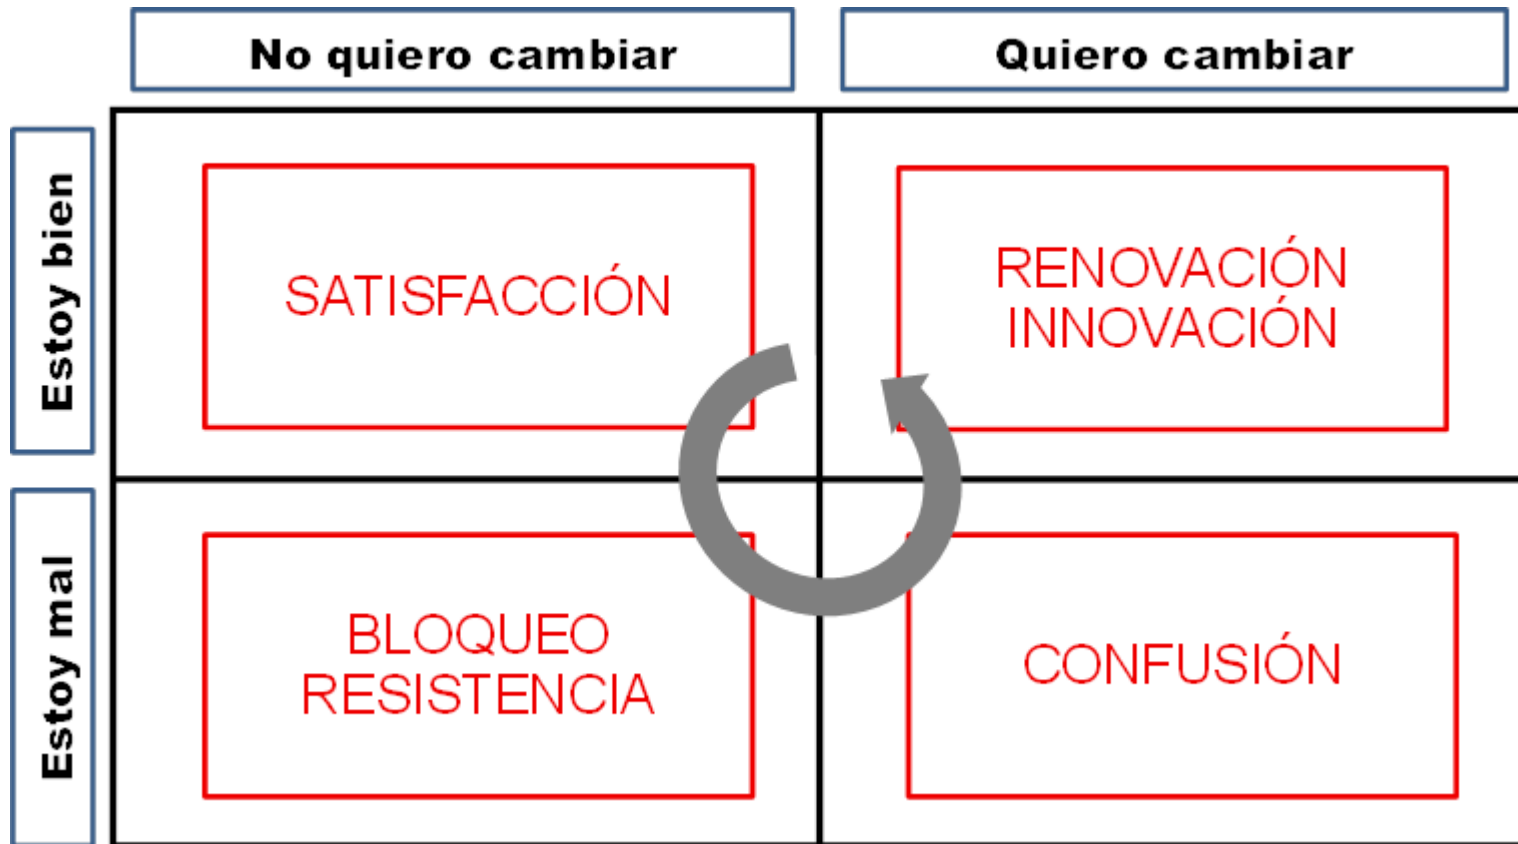 No quiero cambiar
Quiero cambiar
Estoy bien
SATISFACCIÓN
RENOVACIÓN
INNOVACIÓN
Estoy mal
BLOQUEO
RESISTENCIA
CONFUSIÓN